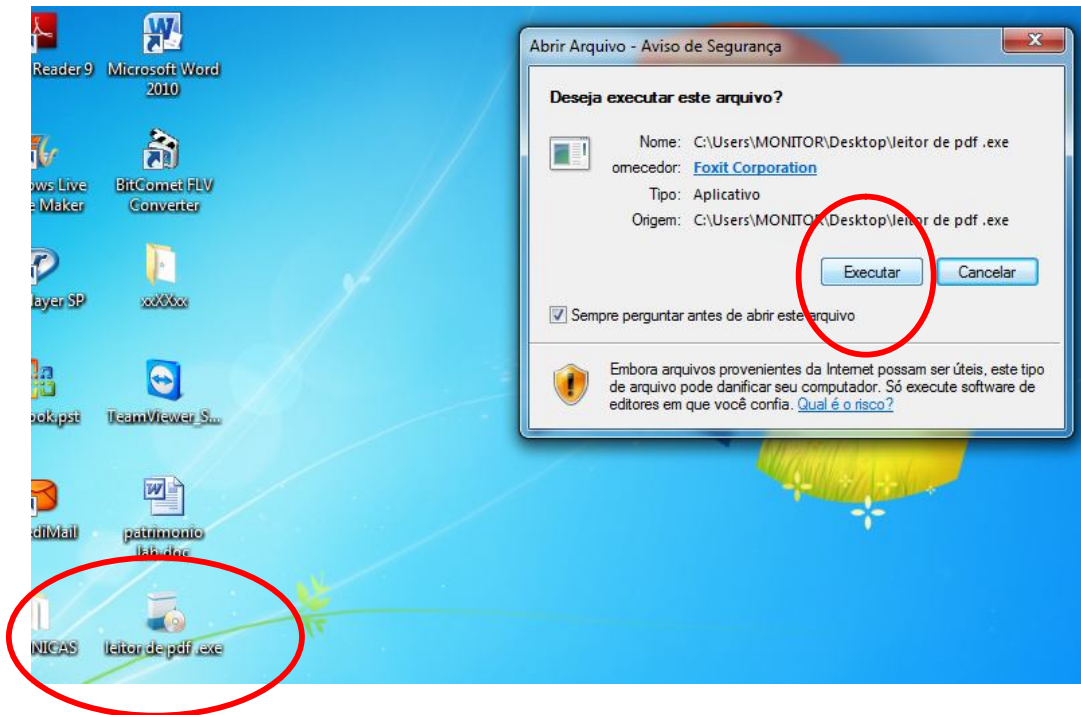 Reader 9
Microsoft Word
2010
ows Live
Maker
BitComet FLV
Converter
layer SP
xxXXxx
ook.pst
TeamViewer_S...
diMail
patrimonio
lab.doc
NICAS
leitor de pdf .exe
Abrir Arquivo - Aviso de Segurança
Deseja executar este arquivo?
Nome: C:\Users\MONITOR\Desktop\leitor de pdf .exe
ornecedor: Foxit Corporation
Tipo: Aplicativo
Origem: C:\Users\MONITOR\Desktop\leitor de pdf .exe
Executar
Cancelar
Sempre perguntar antes de abrir este arquivo
Embora arquivos provenientes da Internet possam ser úteis, este tipo
de arquivo pode danificar seu computador. Só execute software de
editores em que você confia. Qual é o risco?